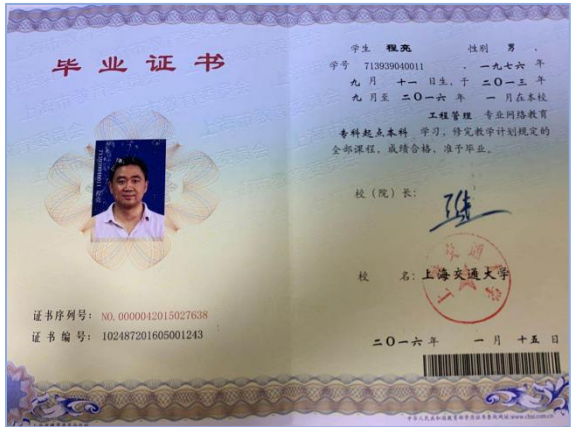 毕业证书
证书序列号: NO. 0000042015027638
证书编号: 102487201605001243
学生 程亮 性别 男,
学号 713939040011 , 一九七六 年
九 月 十一 日生, 于 二〇一三 年
九 月至 二〇一六 年 一 月在本校
工程管理 专业网络教育
专科起点本科 学习, 修完教学计划规定的
全部课程, 成绩合格, 准予毕业。
校(院)长:
校 名: 上海交通大学
二〇一六 年 一 月 十五 日